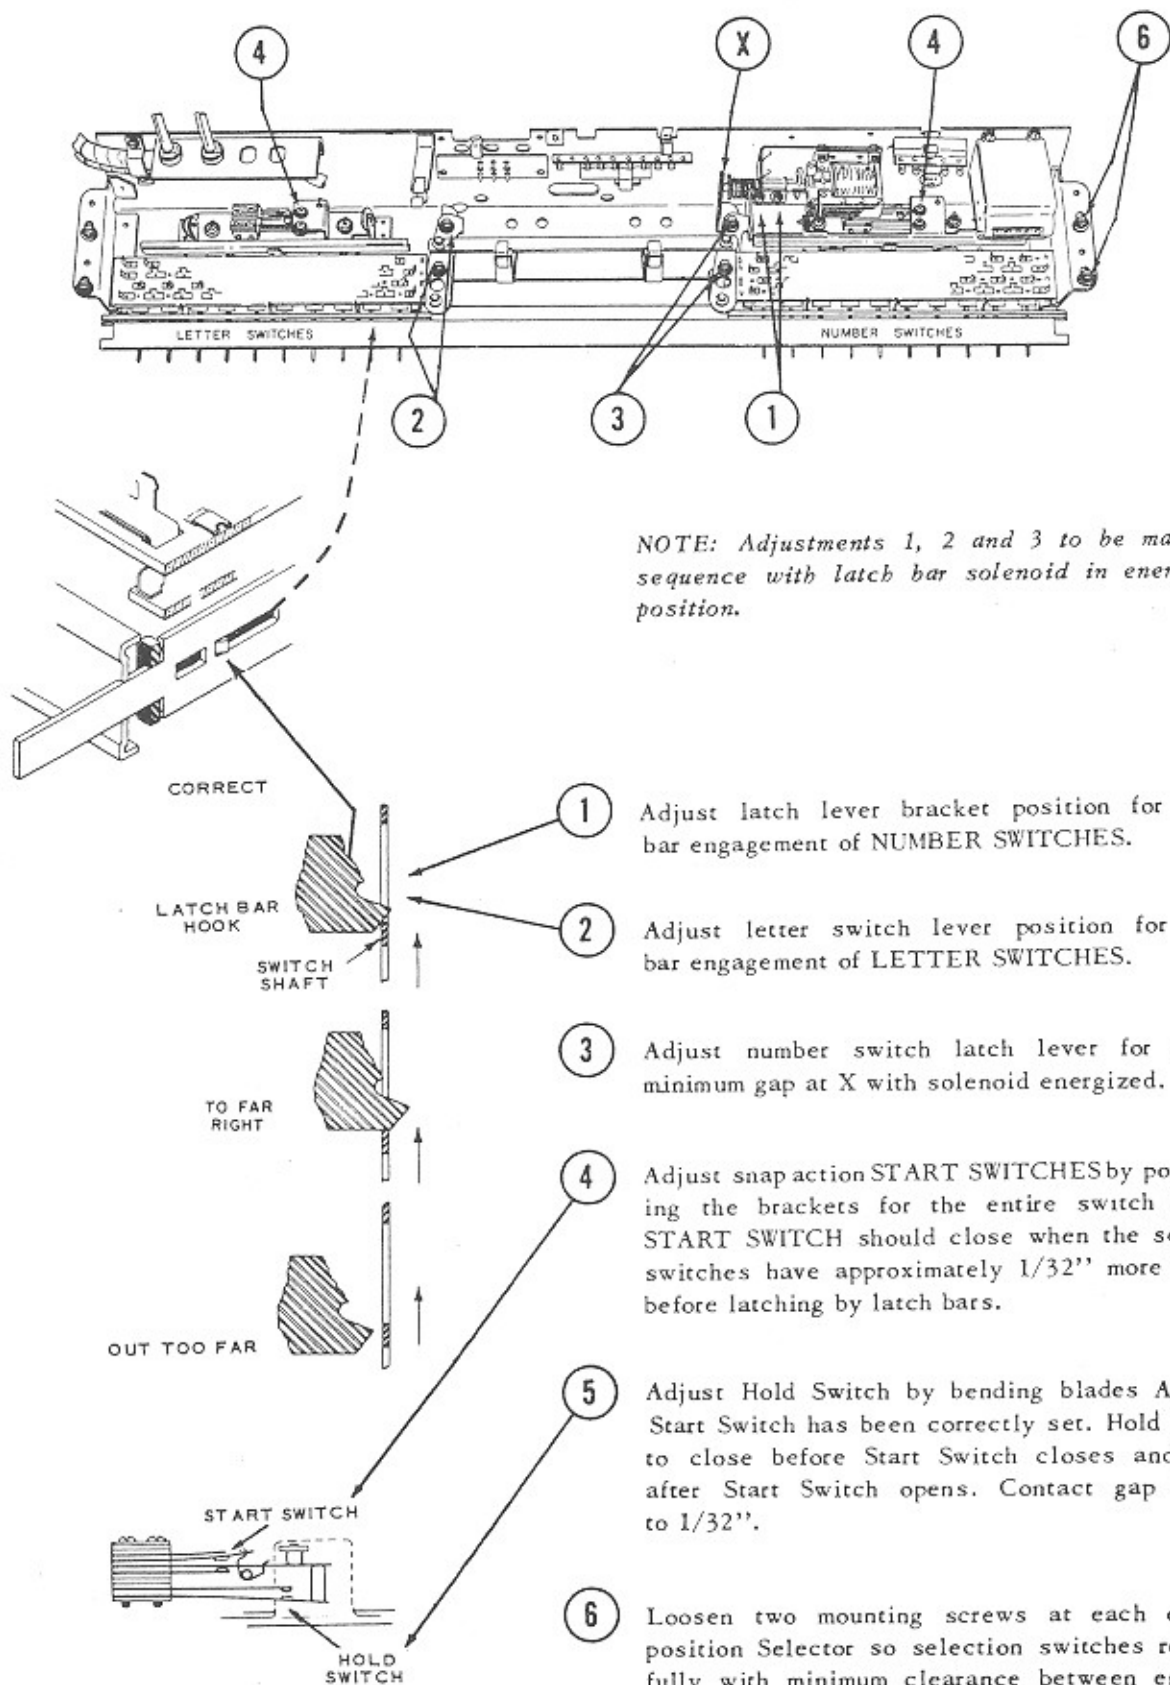 4
X
4
6
LETTER SWITCHES
NUMBER SWITCHES
2
3
1
NOTE: Adjustments 1, 2 and 3 to be
sequence with latch bar solenoid in
position.
CORRECT
LATCH BAR
HOOK
SWITCH
SHAFT
TO FAR
RIGHT
OUT TOO FAR
1
Adjust latch lever bracket position for
bar engagement of NUMBER SWITCHES.
2
Adjust letter switch lever position for
bar engagement of LETTER SWITCHES.
3
Adjust number switch latch lever for
minimum gap at X with solenoid energized.
4
Adjust snap action START SWITCHES by
ing the brackets for the entire switch
START SWITCH should close when the
switches have approximately 1/32" more
before latching by latch bars.
5
Adjust Hold Switch by bending blades
Start Switch has been correctly set. Hold
to close before Start Switch closes
after Start Switch opens. Contact gap
to 1/32".
START SWITCH
HOLD
SWITCH
6
Loosen two mounting screws at each
position Selector so selection switches
fully with minimum clearance between